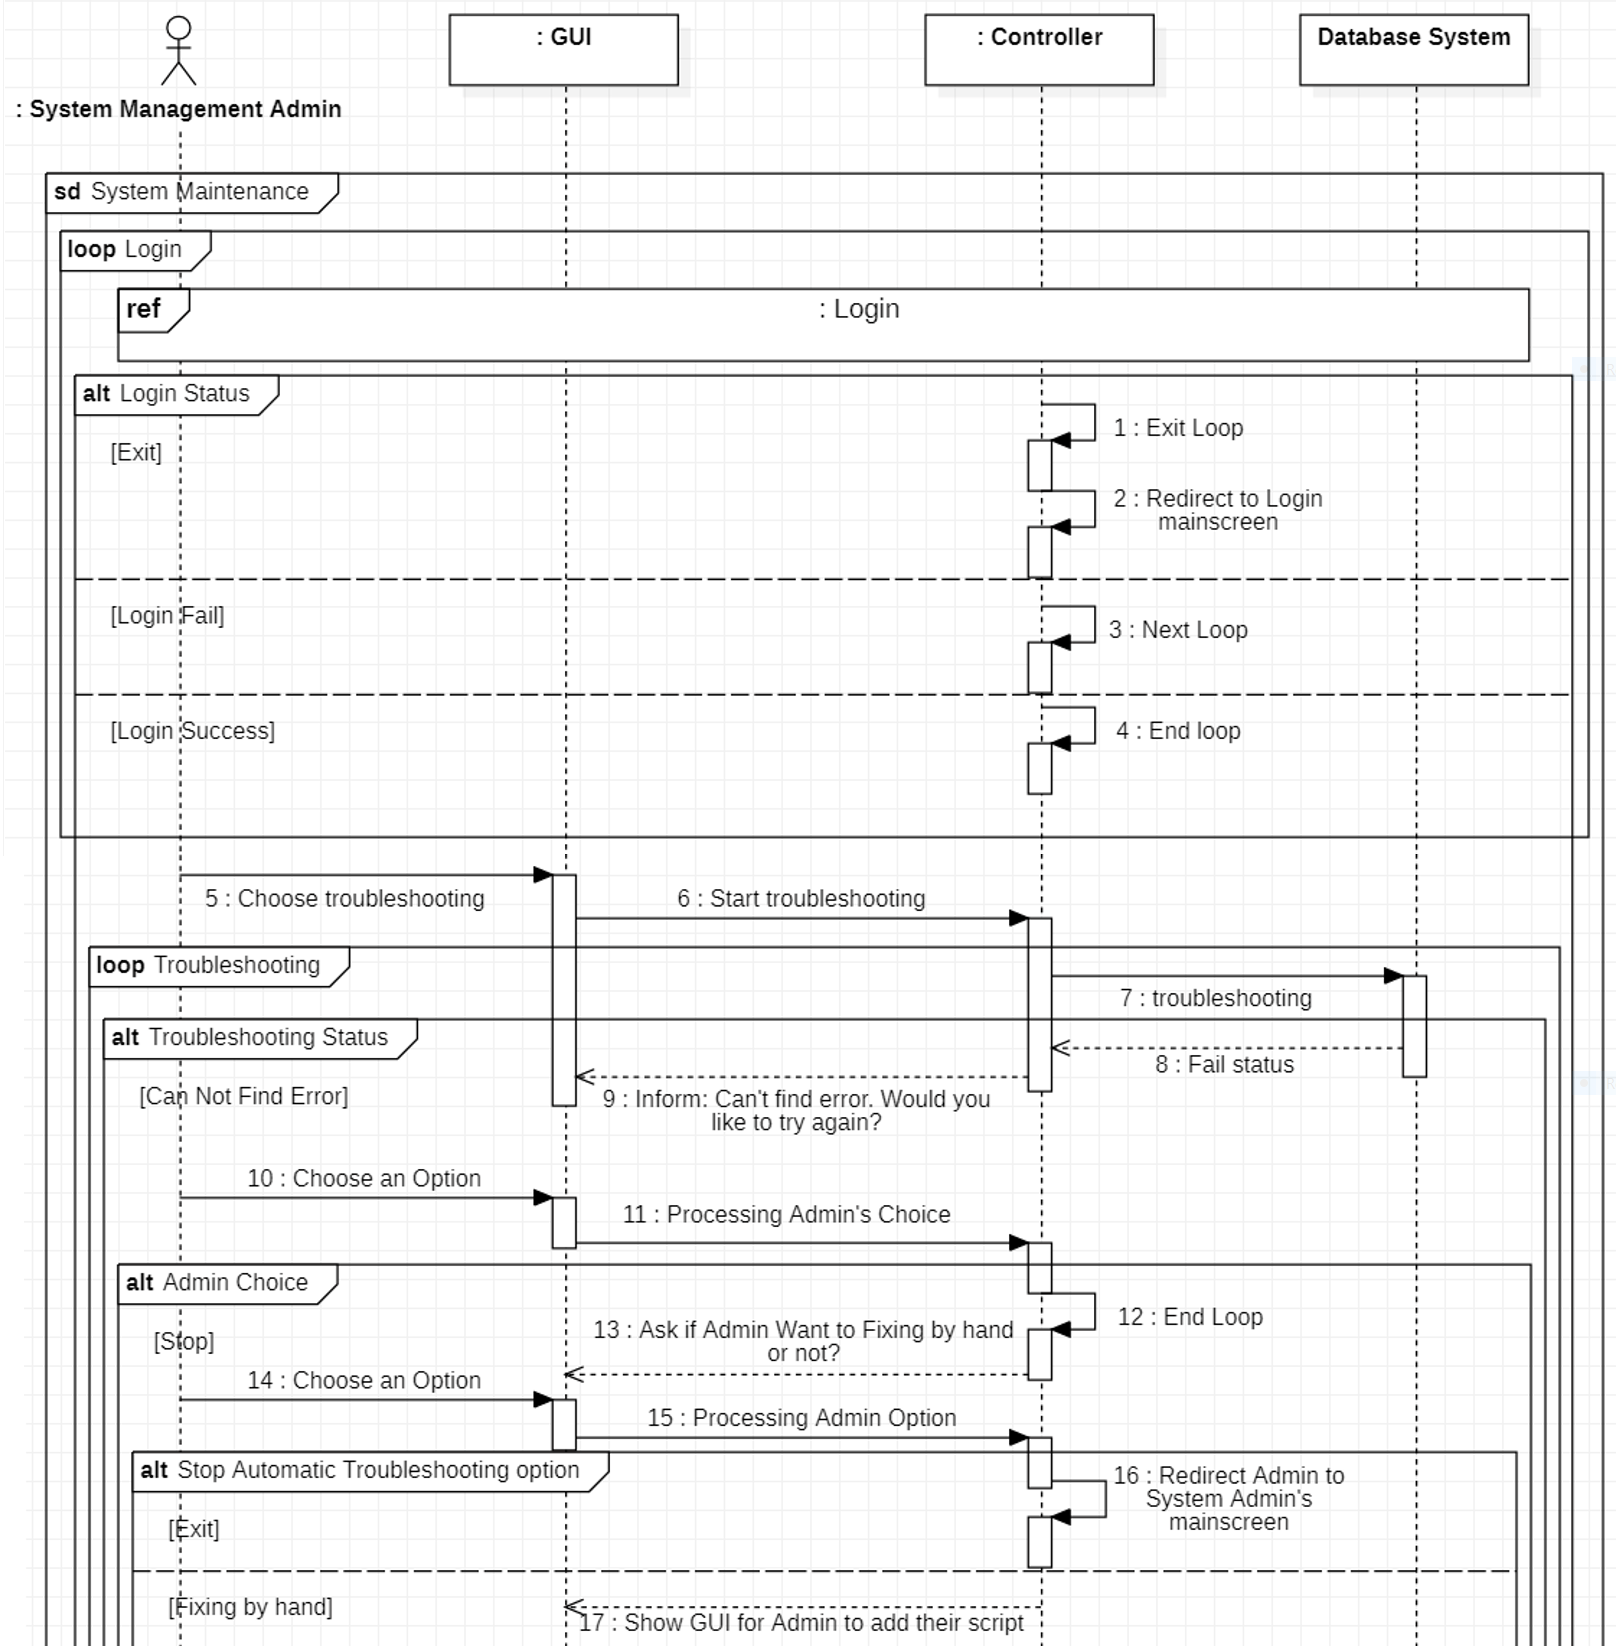 : GUI
: Controller
Database System
: System Management Admin
sd System Maintenance
loop Login
ref
: Login
alt Login Status
[Exit]
1 : Exit Loop
2 : Redirect to Login
mainscreen
[Login Fail]
3 : Next Loop
[Login Success]
4 : End loop
5 : Choose troubleshooting
6 : Start troubleshooting
loop Troubleshooting
7 : troubleshooting
alt Troubleshooting Status
8 : Fail status
[Can Not Find Error]
9 : Inform: Can't find error. Would you
like to try again?
10 : Choose an Option
11 : Processing Admin's Choice
alt Admin Choice
12 : End Loop
[Stop]
13 : Ask if Admin Want to Fixing by hand
or not?
14 : Choose an Option
15 : Processing Admin Option
alt Stop Automatic Troubleshooting option
16 : Redirect Admin to
System Admin's
mainscreen
[Exit]
[Fixing by hand]
17 : Show GUI for Admin to add their script